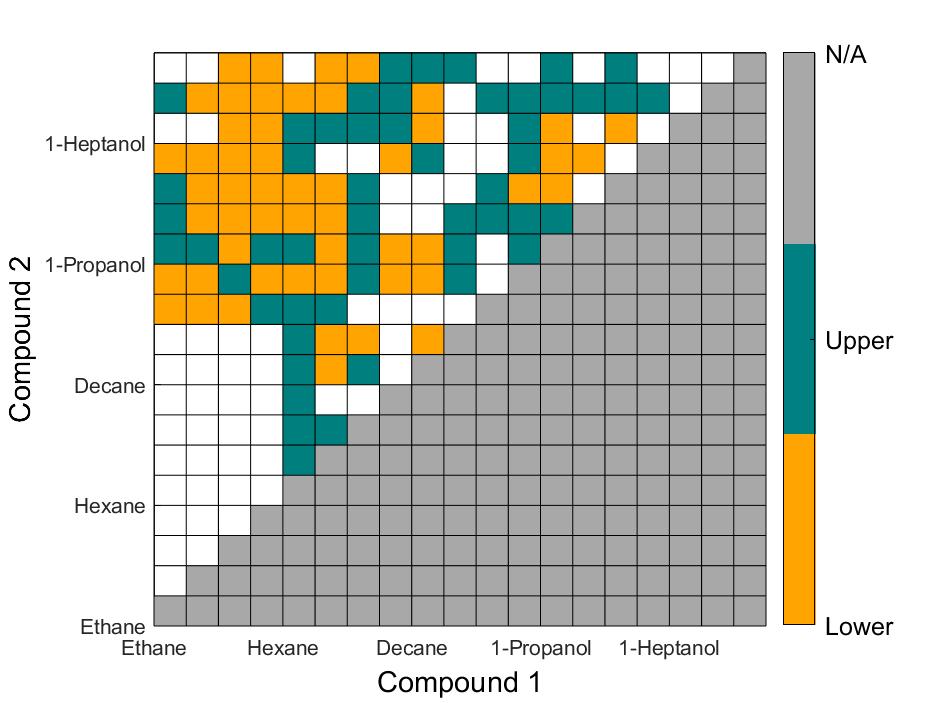 N/A
1-Heptanol
Upper
1-Propanol
Compound 2
Decane
Hexane
Ethane
Lower
Ethane Hexane Decane 1-Propanol 1-Heptanol
Compound 1